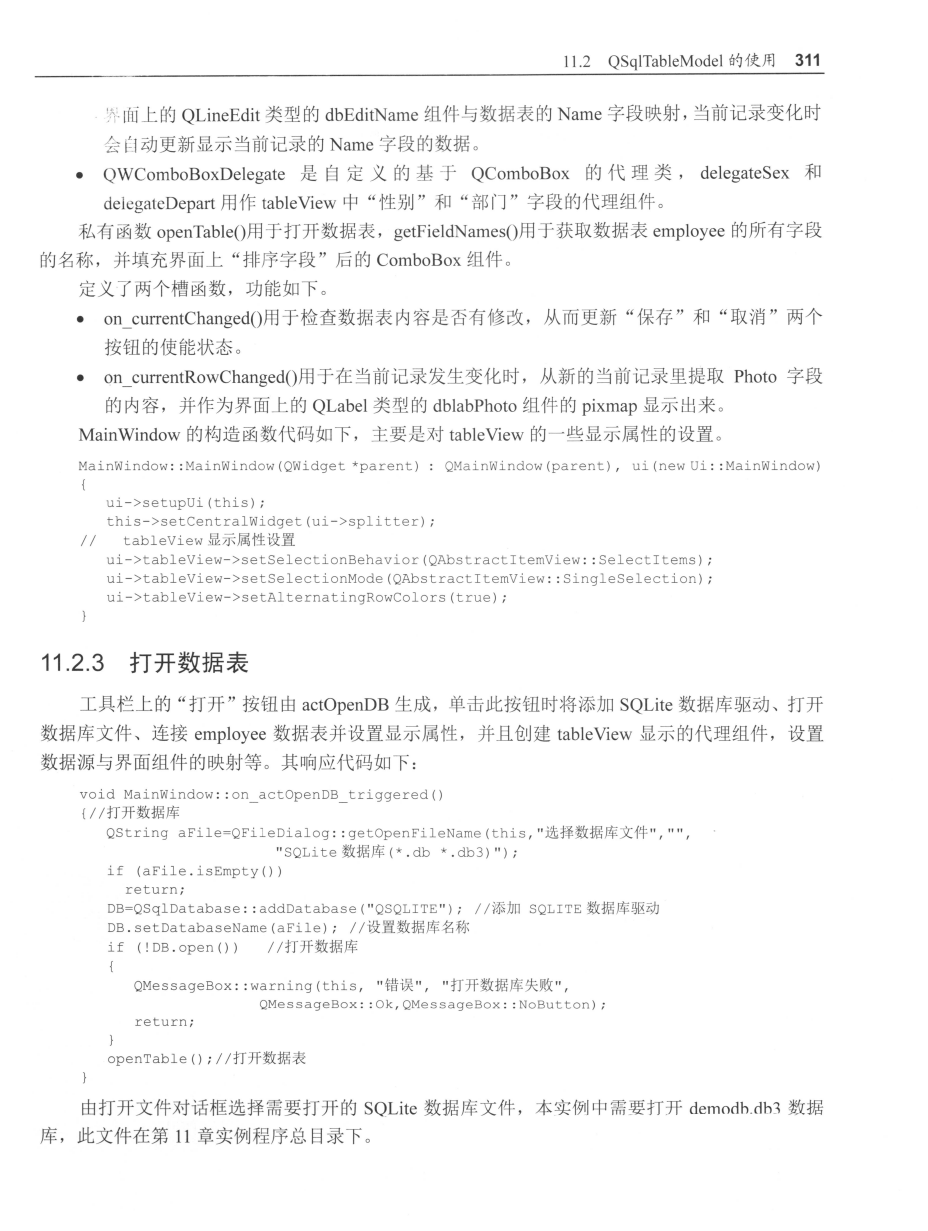 11.2 QSqlTableModel 的使用 311
界面上的 QLineEdit 类型的 dbEditName 组件与数据表的 Name 字段映射，当前记录变化时
会自动更新显示当前记录的 Name 字段的数据。
• QWComboBoxDelegate 是自定义的基于 QComboBox 的代理类，delegateSex 和
delegateDepart 用作 tableView 中“性别”和“部门”字段的代理组件。
私有函数 openTable()用于打开数据表，getFieldNames()用于获取数据表 employee 的所有字段
的名称，并填充界面上“排序字段”后的 ComboBox 组件。
定义了两个槽函数，功能如下。
• on_currentChanged()用于检查数据表内容是否有修改，从而更新“保存”和“取消”两个
按钮的使能状态。
• on_currentRowChanged()用于在当前记录发生变化时，从新的当前记录里提取 Photo 字段
的内容，并作为界面上的 QLabel 类型的 dblabPhoto 组件的 pixmap 显示出来。
MainWindow 的构造函数代码如下，主要是对 tableView 的一些显示属性的设置。
MainWindow::MainWindow(QWidget *parent) : QMainWindow(parent), ui(new Ui::MainWindow)
{
ui->setupUi(this);
this->setCentralWidget(ui->splitter);
// tableView 显示属性设置
ui->tableView->setSelectionBehavior(QAbstractItemView::SelectItems);
ui->tableView->setSelectionMode(QAbstractItemView::SingleSelection);
ui->tableView->setAlternatingRowColors(true);
}
11.2.3 打开数据表
工具栏上的“打开”按钮由 actOpenDB 生成，单击此按钮时将添加 SQLite 数据库驱动、打开
数据库文件、连接 employee 数据表并设置显示属性，并且创建 tableView 显示的代理组件，设置
数据源与界面组件的映射等。其响应代码如下：
void MainWindow::on_actOpenDB_triggered()
{//打开数据库
QString aFile=QFileDialog::getOpenFileName(this,"选择数据库文件","",
"SQLite 数据库(*.db *.db3)");
if (aFile.isEmpty())
return;
DB=QSqlDatabase::addDatabase("QSQLITE"); //添加 SQLITE 数据库驱动
DB.setDatabaseName(aFile); //设置数据库名称
if (!DB.open()) //打开数据库
{
QMessageBox::warning(this, "错误", "打开数据库失败",
QMessageBox::Ok,QMessageBox::NoButton);
return;
}
openTable();//打开数据表
}
由打开文件对话框选择需要打开的 SQLite 数据库文件，本实例中需要打开 demodb.db3 数据
库，此文件在第 11 章实例程序总目录下。